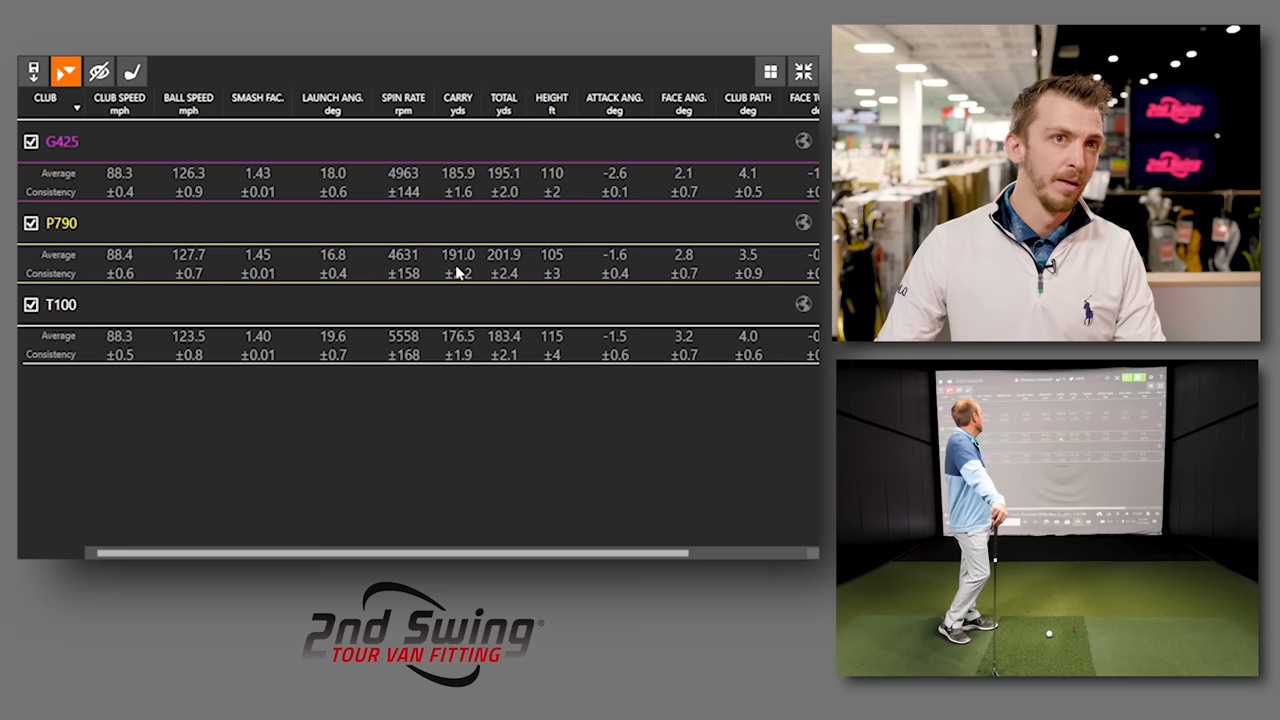 CLUB CLUB SPEED BALL SPEED SMASH FAC. LAUNCH ANG. SPIN RATE CARRY TOTAL HEIGHT ATTACK ANG. FACE ANG. CLUB PATH FACE
mph mph deg rpm yds yds ft deg deg deg
G425
Average 88.3 126.3 1.43 18.0 4963 185.9 195.1 110 -2.6 2.1 4.1
Consistency ±0.4 ±0.9 ±0.01 ±0.6 ±144 ±1.6 ±2.0 ±2 ±0.1 ±0.7 ±0.5
P790
Average 88.4 127.7 1.45 16.8 4631 191.0 201.9 105 -1.6 2.8 3.5
Consistency ±0.6 ±0.7 ±0.01 ±0.4 ±158 ±2.4 ±3 ±0.4 ±0.7 ±0.9
T100
Average 88.3 123.5 1.40 19.6 5558 176.5 183.4 115 -1.5 3.2 4.0
Consistency ±0.5 ±0.8 ±0.01 ±0.7 ±168 ±1.9 ±2.1 ±4 ±0.6 ±0.7 ±0.6
2nd Swing®
TOUR VAN FITTING
2nd Swing
2nd Swing